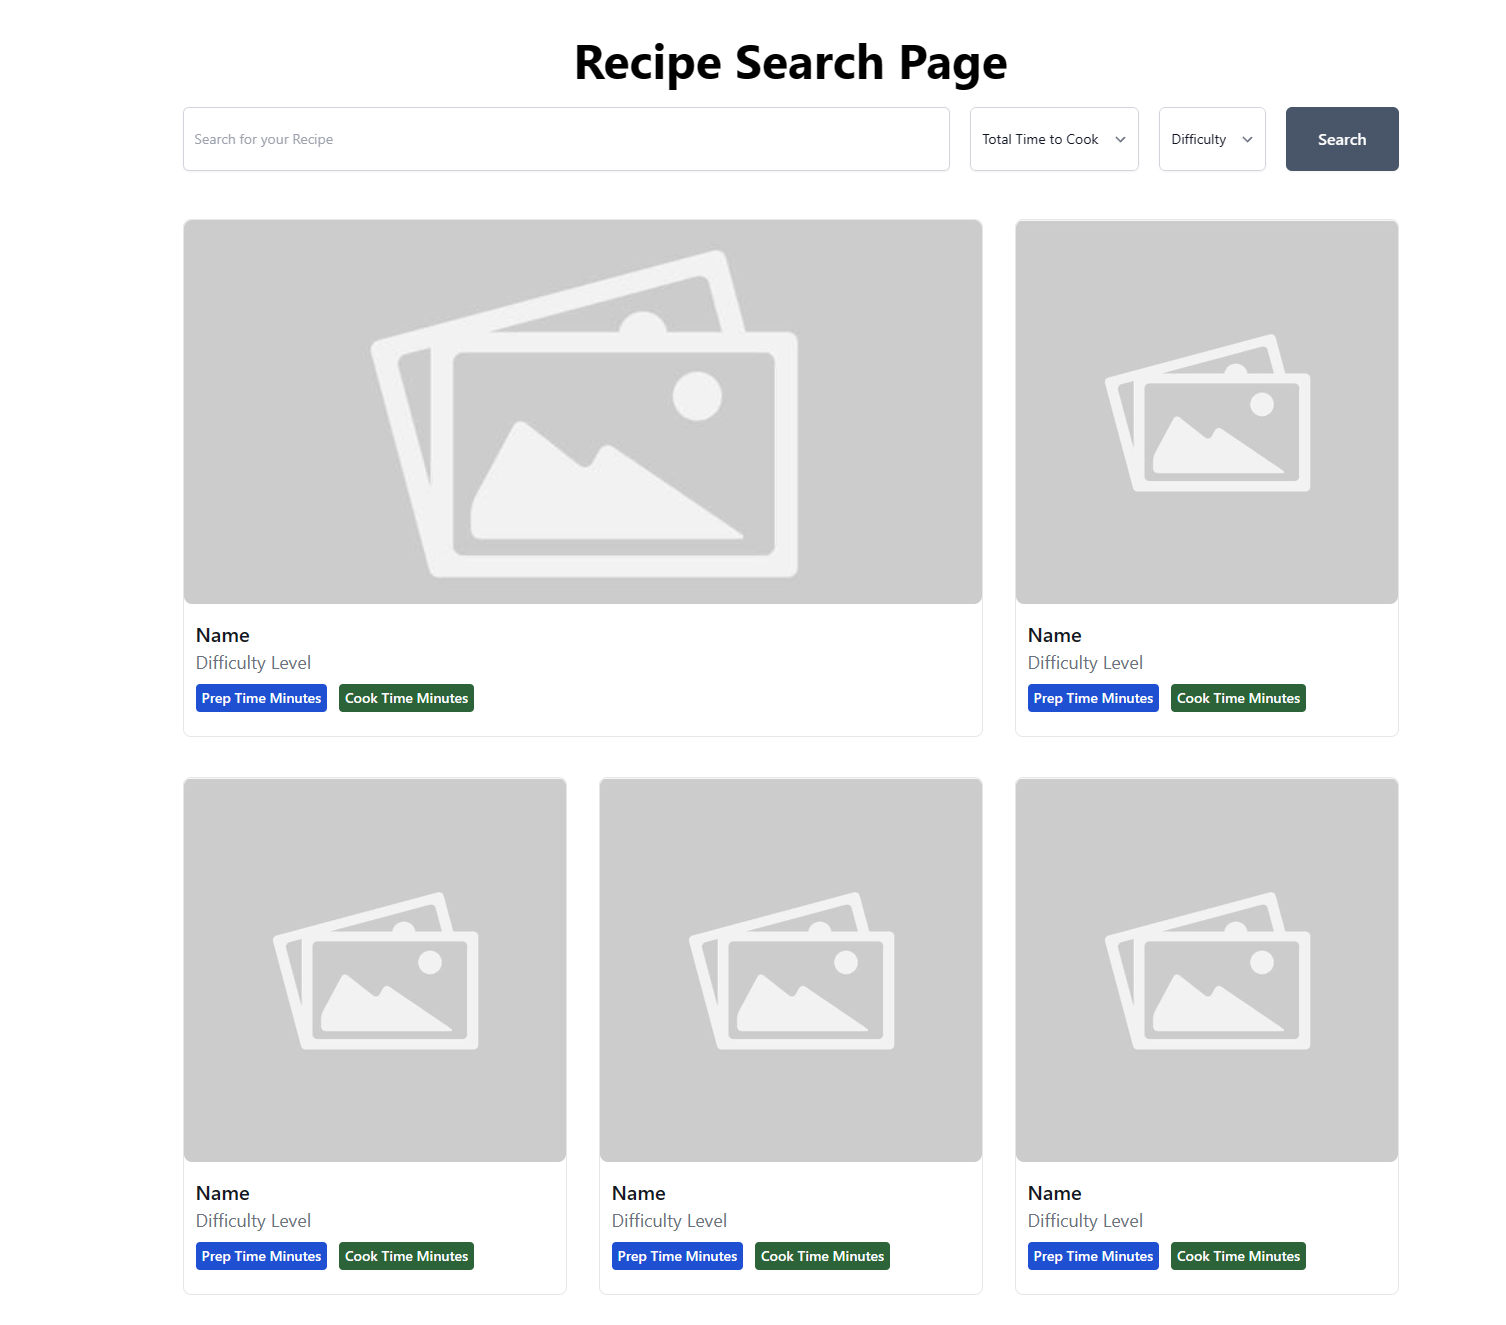 Recipe Search Page
Search for your Recipe
Total Time to Cook
Difficulty
Search
Name
Difficulty Level
Prep Time Minutes
Cook Time Minutes
Name
Difficulty Level
Prep Time Minutes
Cook Time Minutes
Name
Difficulty Level
Prep Time Minutes
Cook Time Minutes
Name
Difficulty Level
Prep Time Minutes
Cook Time Minutes
Name
Difficulty Level
Prep Time Minutes
Cook Time Minutes